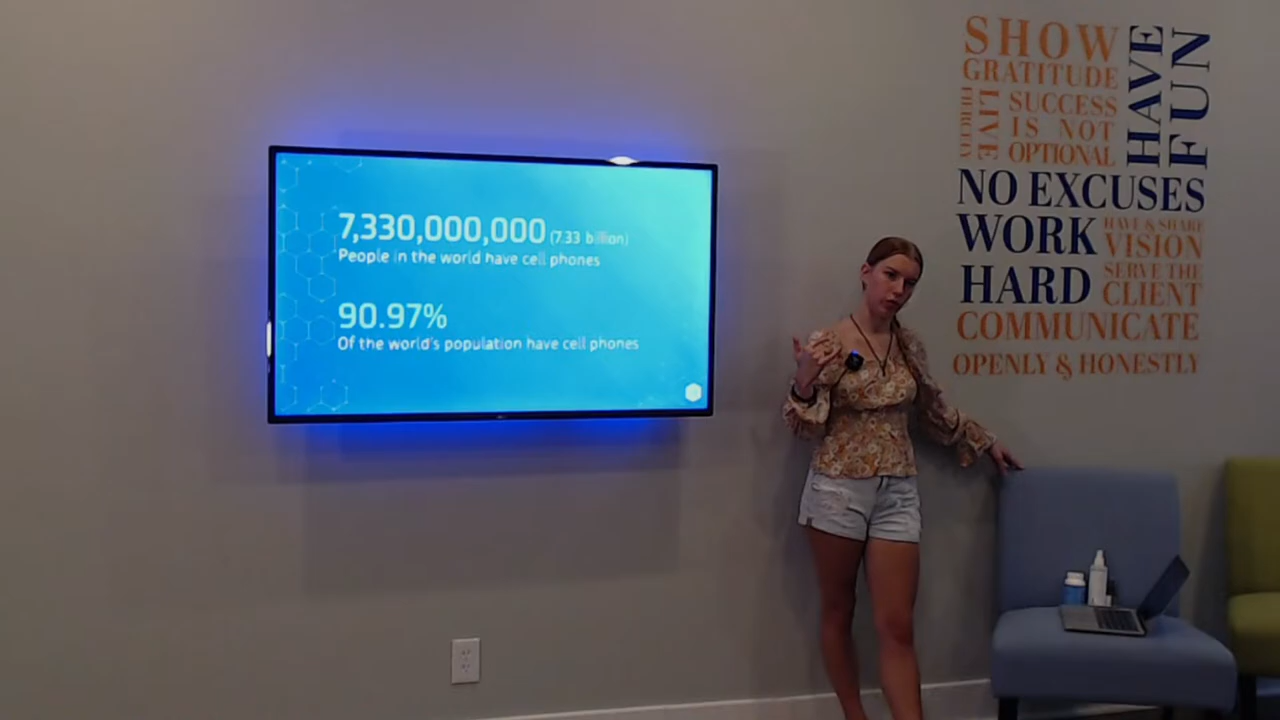 7,330,000,000 (7.33 billion)
People in the world have cell phones
90.97%
Of the world's population have cell phones
SHOW
GRATITUDE
LIVE
SUCCESS
IS NOT
OPTIONAL
HAVE
FUN
NO EXCUSES
WORK
HARD
HAVE & SHARE
VISION
SERVE THE
CLIENT
COMMUNICATE
OPENLY & HONESTLY